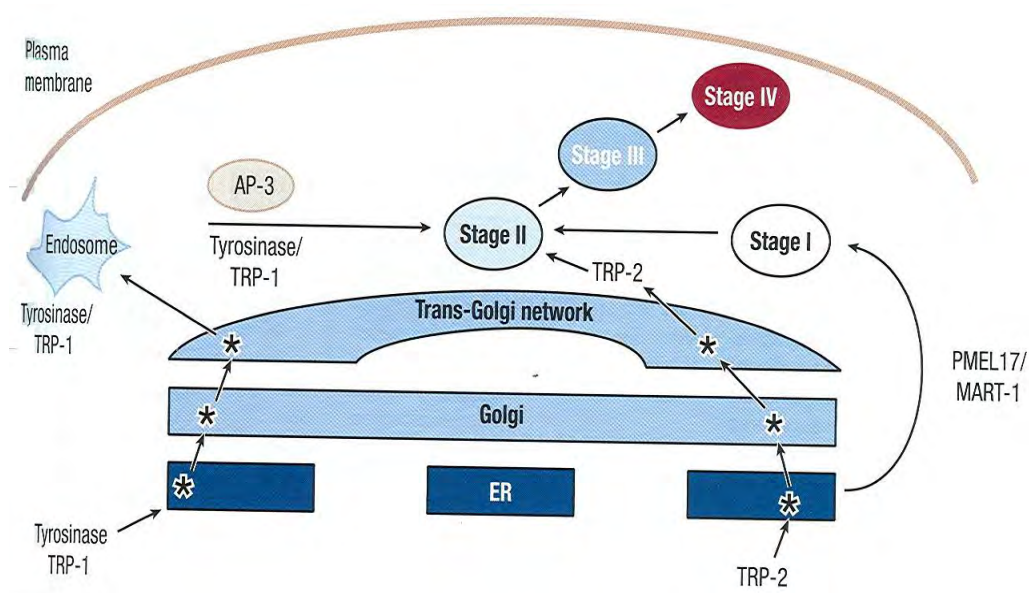 Plasma
membrane
Stage IV
Stage III
AP-3
Endosome
Tyrosinase/
TRP-1
Stage II
Stage I
TRP-2
Tyrosinase/
TRP-1
Trans-Golgi network
*
*
PMEL17/
MART-1
*
Golgi
*
*
ER
*
Tyrosinase
TRP-1
TRP-2